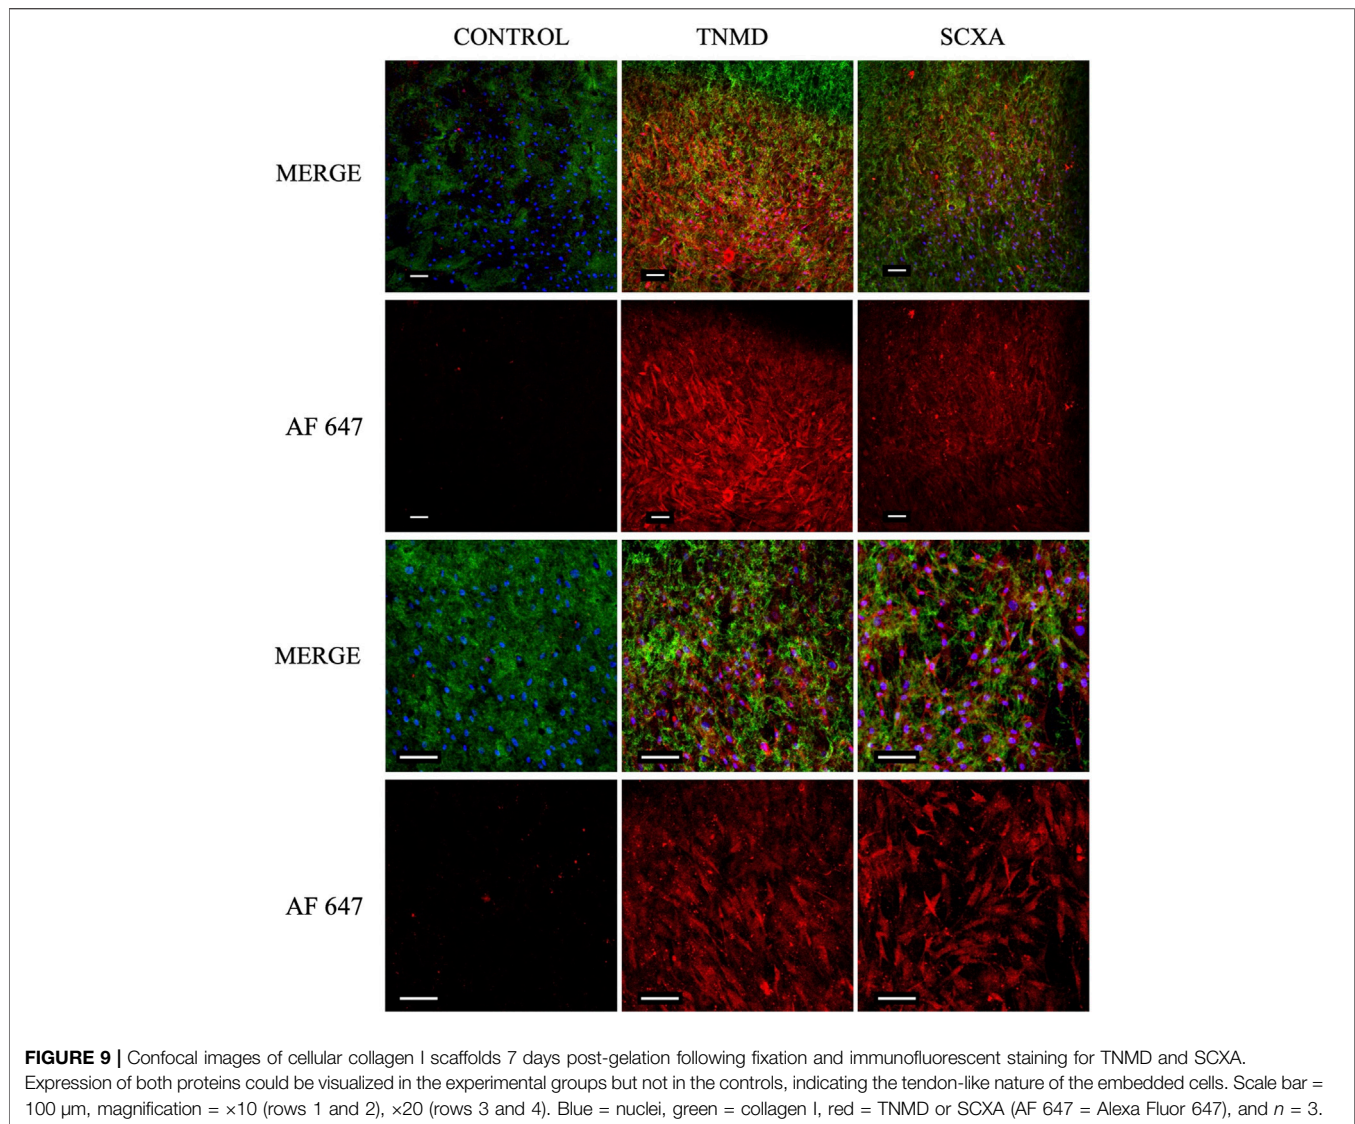 CONTROL TNMD SCXA
MERGE
AF 647
MERGE
AF 647
FIGURE 9 | Confocal images of cellular collagen I scaffolds 7 days post-gelation following fixation and immunofluorescent staining for TNMD and SCXA.
Expression of both proteins could be visualized in the experimental groups but not in the controls, indicating the tendon-like nature of the embedded cells. Scale bar =
100 μm, magnification = ×10 (rows 1 and 2), ×20 (rows 3 and 4). Blue = nuclei, green = collagen I, red = TNMD or SCXA (AF 647 = Alexa Fluor 647), and n = 3.